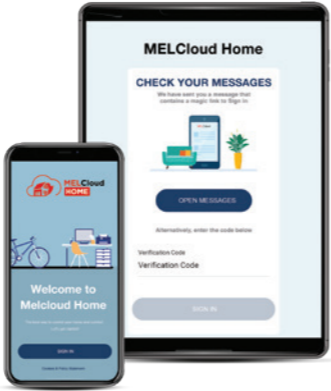 MELCloud Home
CHECK YOUR MESSAGES
We have sent you a message that
contains a magic link to Sign in
OPEN MESSAGES
Alternatively, enter the code below
Verification Code
Verification Code
SIGN IN
MELCloud
HOME
Welcome to
Melcloud Home
SIGN IN